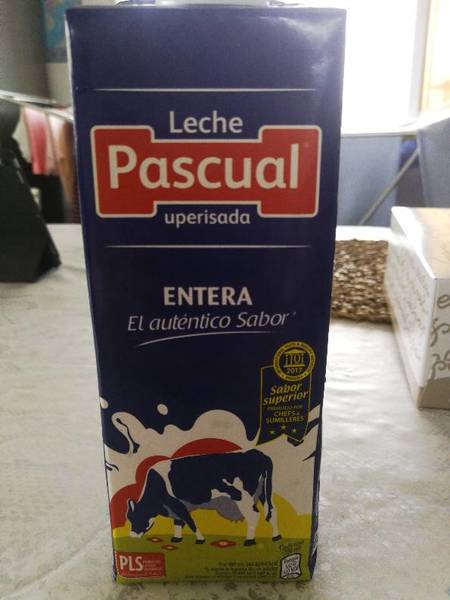 Leche
Pascual
uperisada
ENTERA
El auténtico Sabor
2017
Sabor
superior
PREMIADO POR
CHEFS &
SUMILLERES
PLS